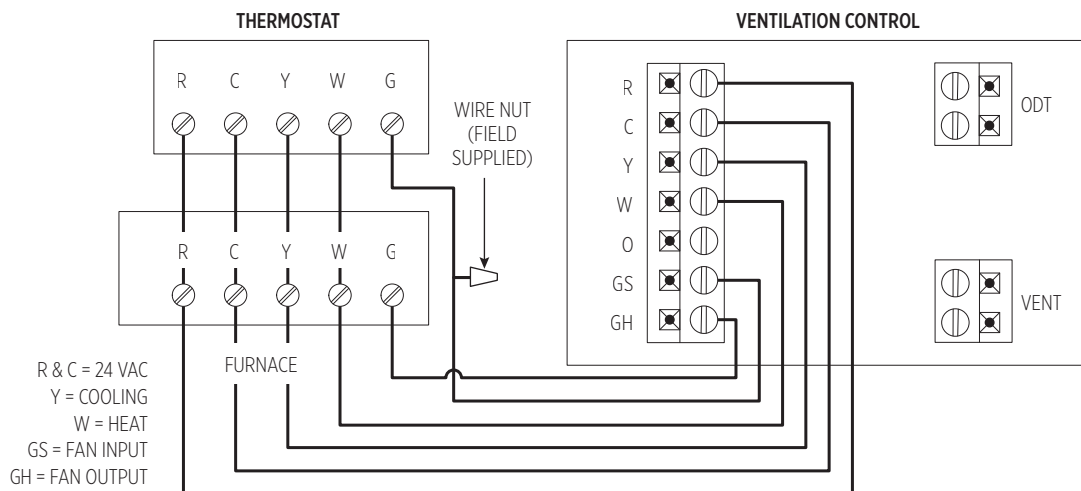 THERMOSTAT
VENTILATION CONTROL
R C Y W G
WIRE NUT
(FIELD
SUPPLIED)
R
C
Y
W
O
GS
GH
ODT
VENT
R C Y W G
FURNACE
R & C = 24 VAC
Y = COOLING
W = HEAT
GS = FAN INPUT
GH = FAN OUTPUT